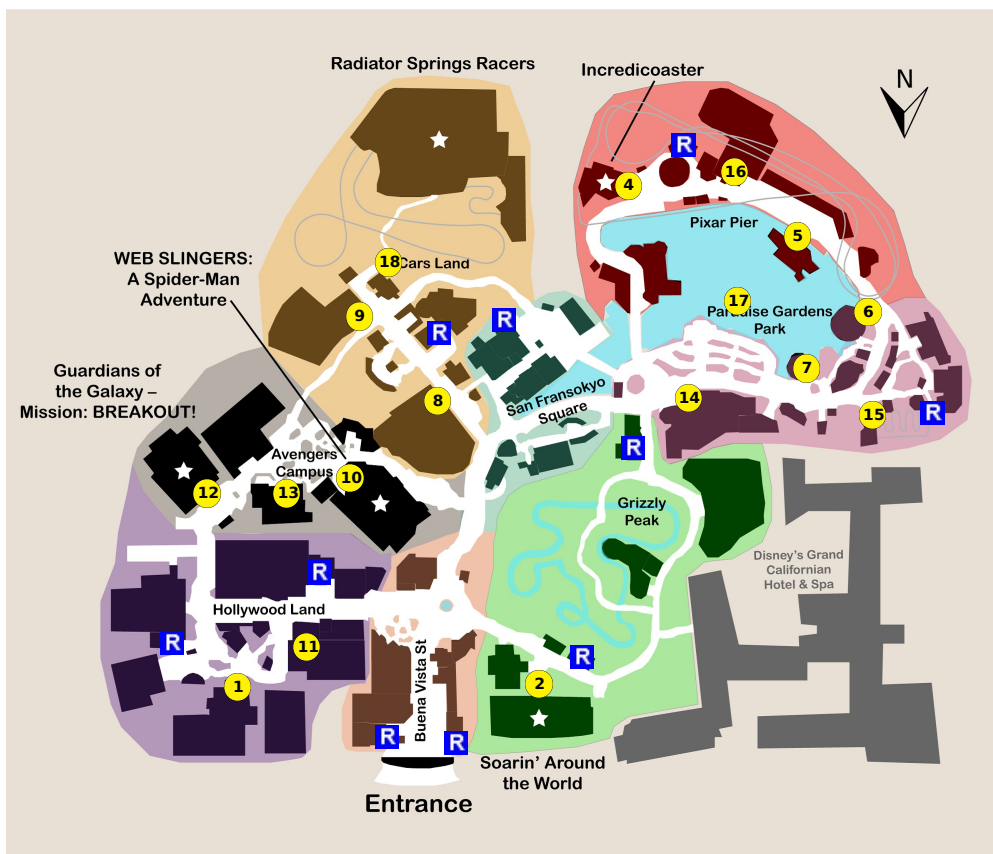 Radiator Springs Racers
Incredicoaster
N
R
16
4
Pixar Pier
5
WEB SLINGERS:
A Spider-Man
Adventure
18
Cars Land
17
Paradise Gardens
Park
9
R
R
6
Guardians of
the Galaxy –
Mission: BREAKOUT!
7
8
San Fransokyo
Square
14
15
R
R
Avengers
Campus
10
12
13
Grizzly
Peak
Disney's Grand
Californian
Hotel & Spa
R
Hollywood Land
R
11
Buena Vista St
R
1
2
R
R
Soarin' Around
the World
Entrance